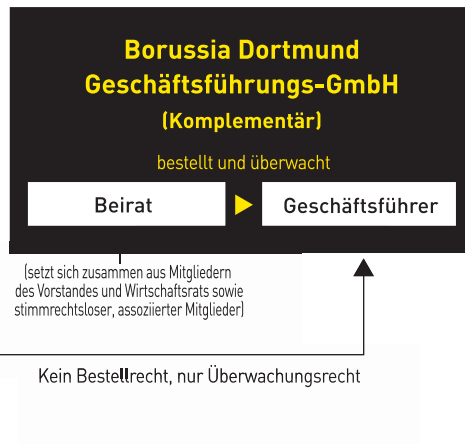 Borussia Dortmund
Geschäftsführungs-GmbH
(Komplementär)
bestellt und überwacht
Beirat
Geschäftsführer
(setzt sich zusammen aus Mitgliedern
des Vorstandes und Wirtschaftsrats sowie
stimmrechtsloser, assoziierter Mitglieder)
Kein Bestellrecht, nur Überwachungsrecht